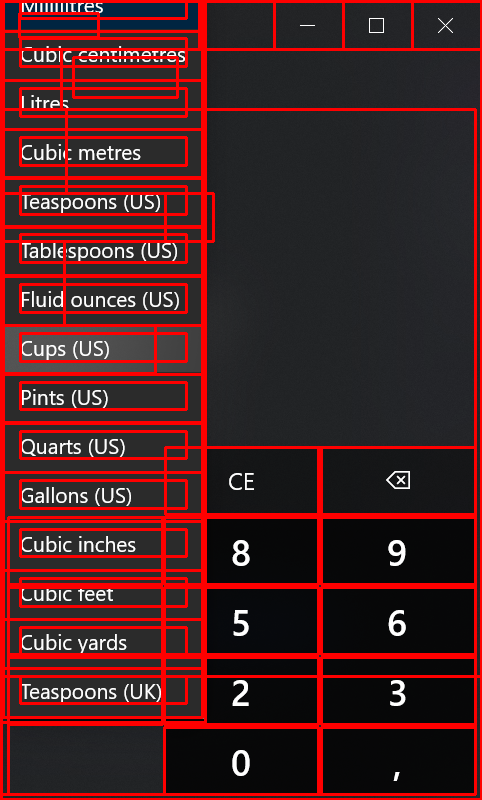 Millilitres
Cubic centimetres
Litres
Cubic metres
Teaspoons (US)
Tablespoons (US)
Fluid ounces (US)
Cups (US)
Pints (US)
Quarts (US)
Gallons (US)
Cubic inches
Cubic feet
Cubic yards
Teaspoons (UK)
CE
8 9
5 6
2 3
0 ,